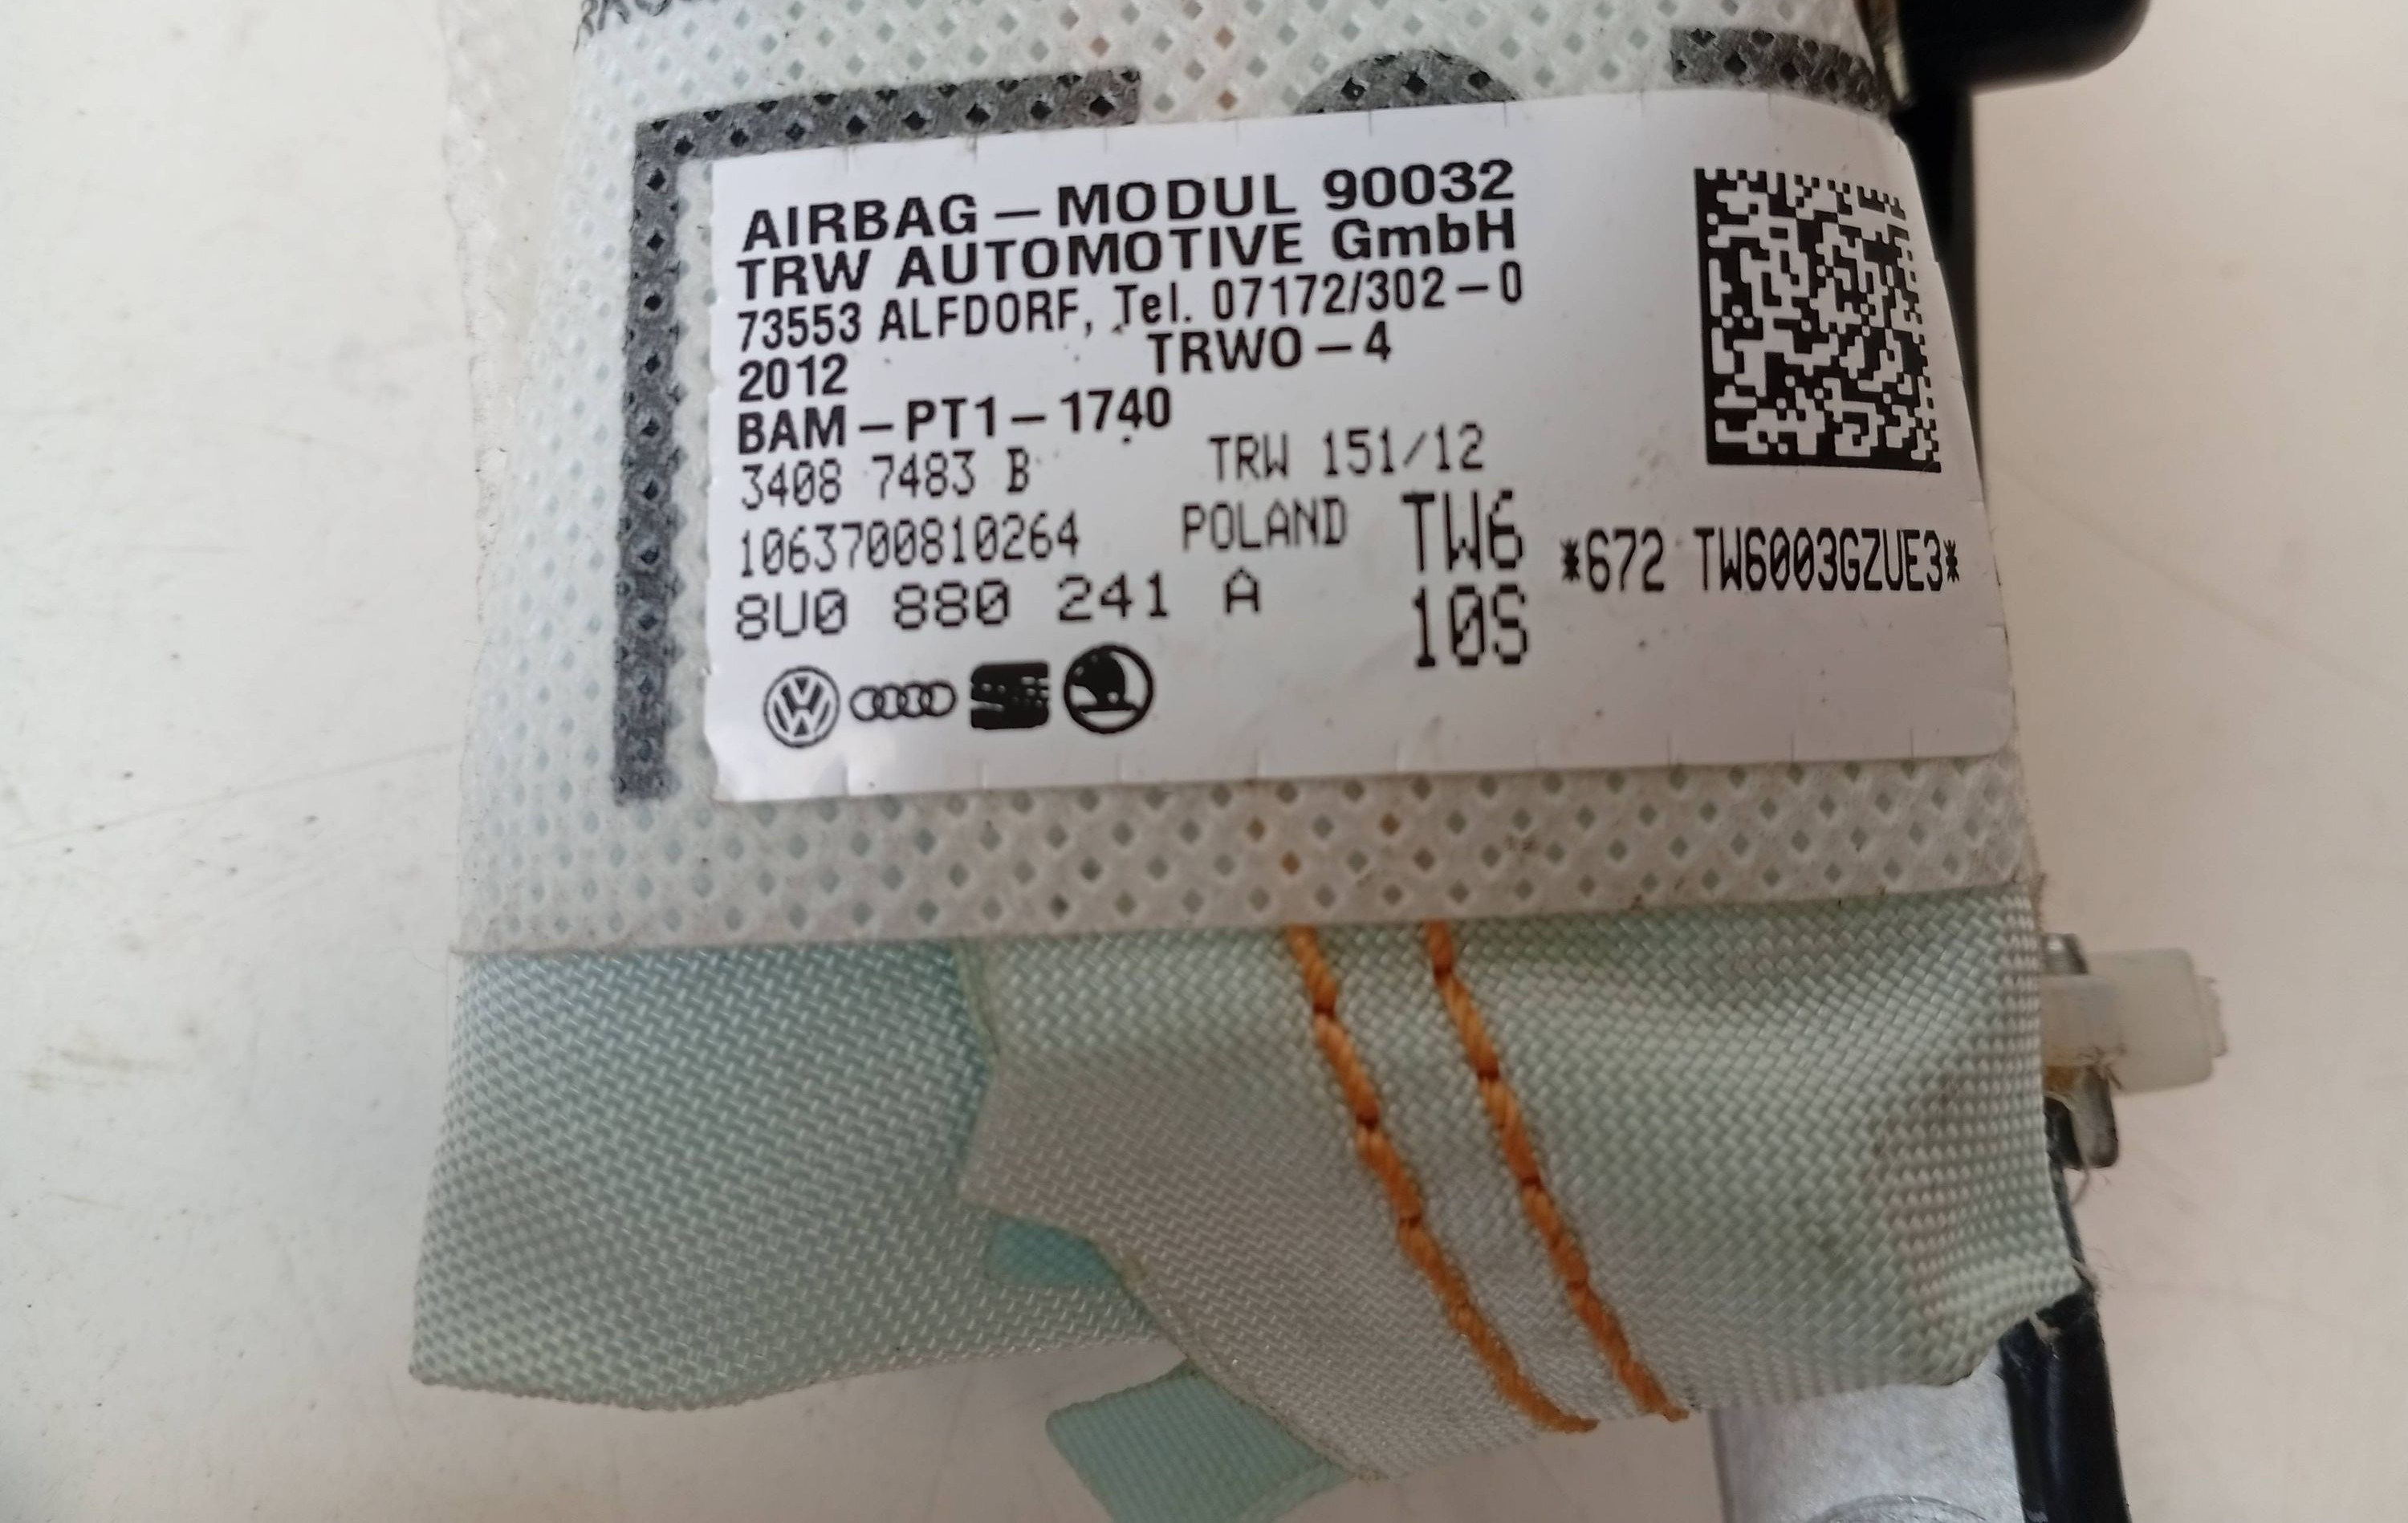 AIRBAG – MODUL 90032
TRW AUTOMOTIVE GmbH
73553 ALFDORF, Tel. 07172/302–0
2012 TRWO–4
BAM–PT1–1740
3408 7483 B TRW 151/12
1063700810264 POLAND TW6
*672 TW6003GZUE3*
8U0 880 241 A 10S